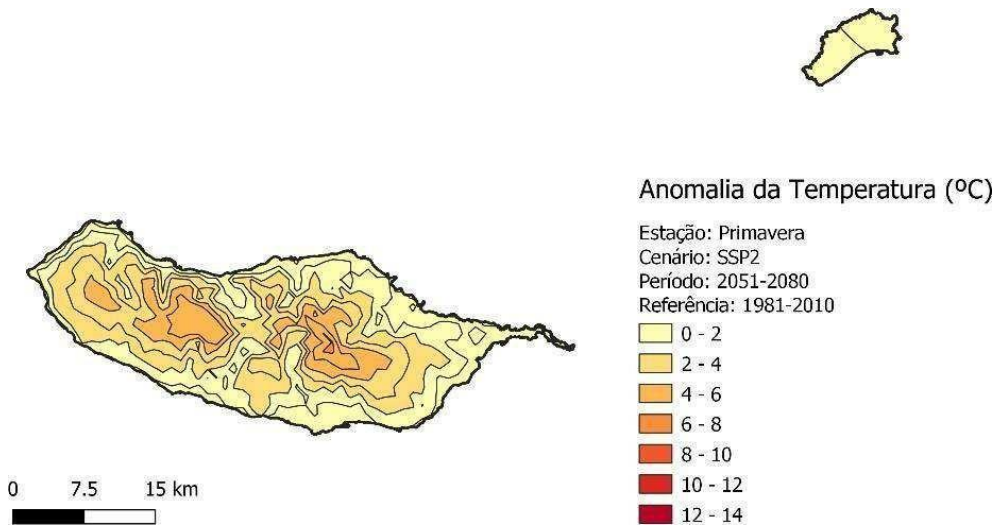 Anomalia da Temperatura (ºC)
Estação: Primavera
Cenário: SSP2
Período: 2051-2080
Referência: 1981-2010
0 - 2
2 - 4
4 - 6
6 - 8
8 - 10
10 - 12
12 - 14
0 7.5 15 km